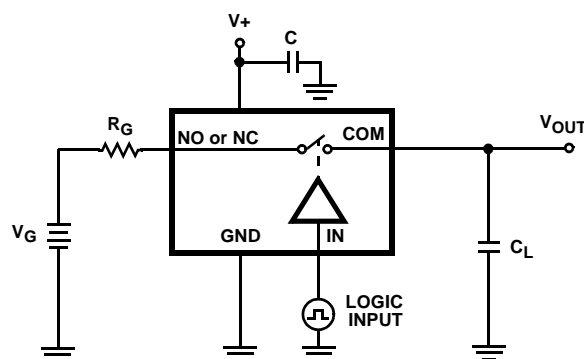 V+
C
RG
NO or NC
COM
VOUT
VG
GND
IN
CL
LOGIC
INPUT